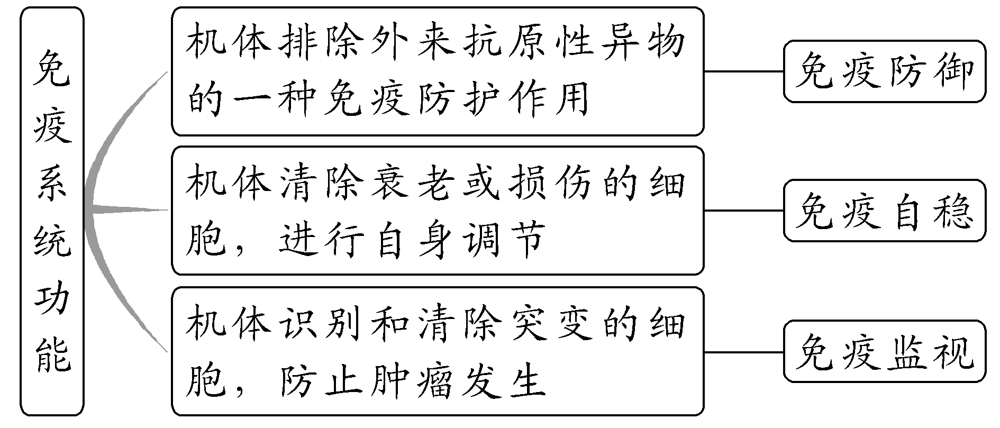 免疫系统功能
机体排除外来抗原性异物
的一种免疫防护作用
免疫防御
机体清除衰老或损伤的细
胞，进行自身调节
免疫自稳
机体识别和清除突变的细
胞，防止肿瘤发生
免疫监视